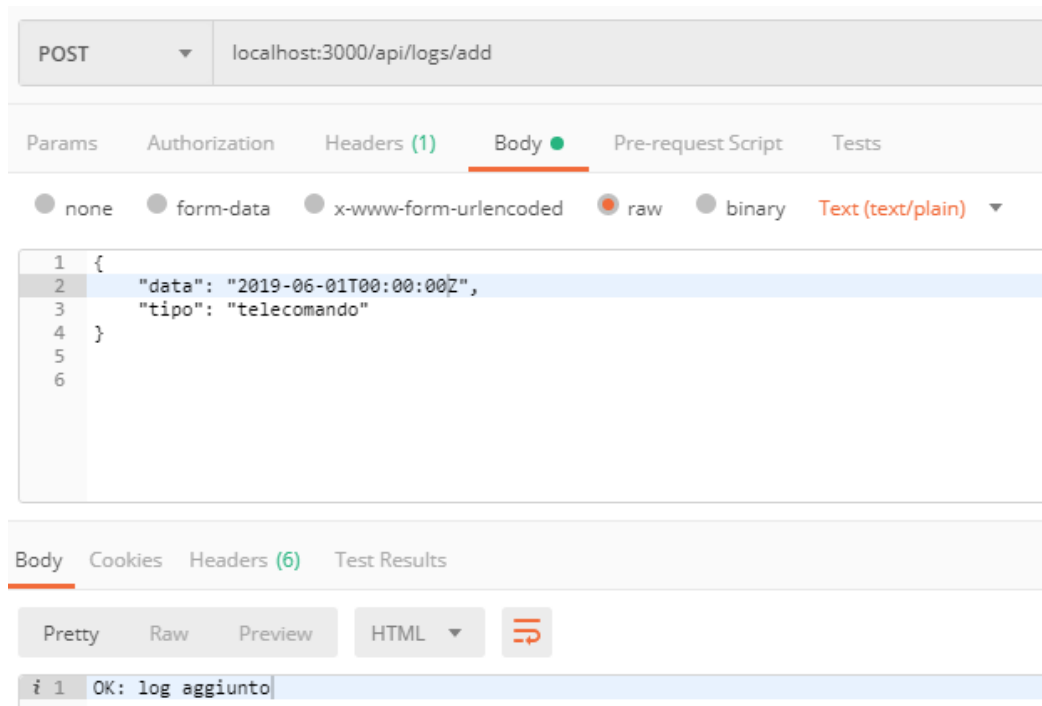 POST localhost:3000/api/logs/add
Params Authorization Headers (1) Body Pre-request Script Tests
none form-data x-www-form-urlencoded raw binary Text (text/plain)
1 {
2 "data": "2019-06-01T00:00:00Z",
3 "tipo": "telecomando"
4 }
5
6
Body Cookies Headers (6) Test Results
Pretty Raw Preview HTML
i 1 OK: log aggiunto